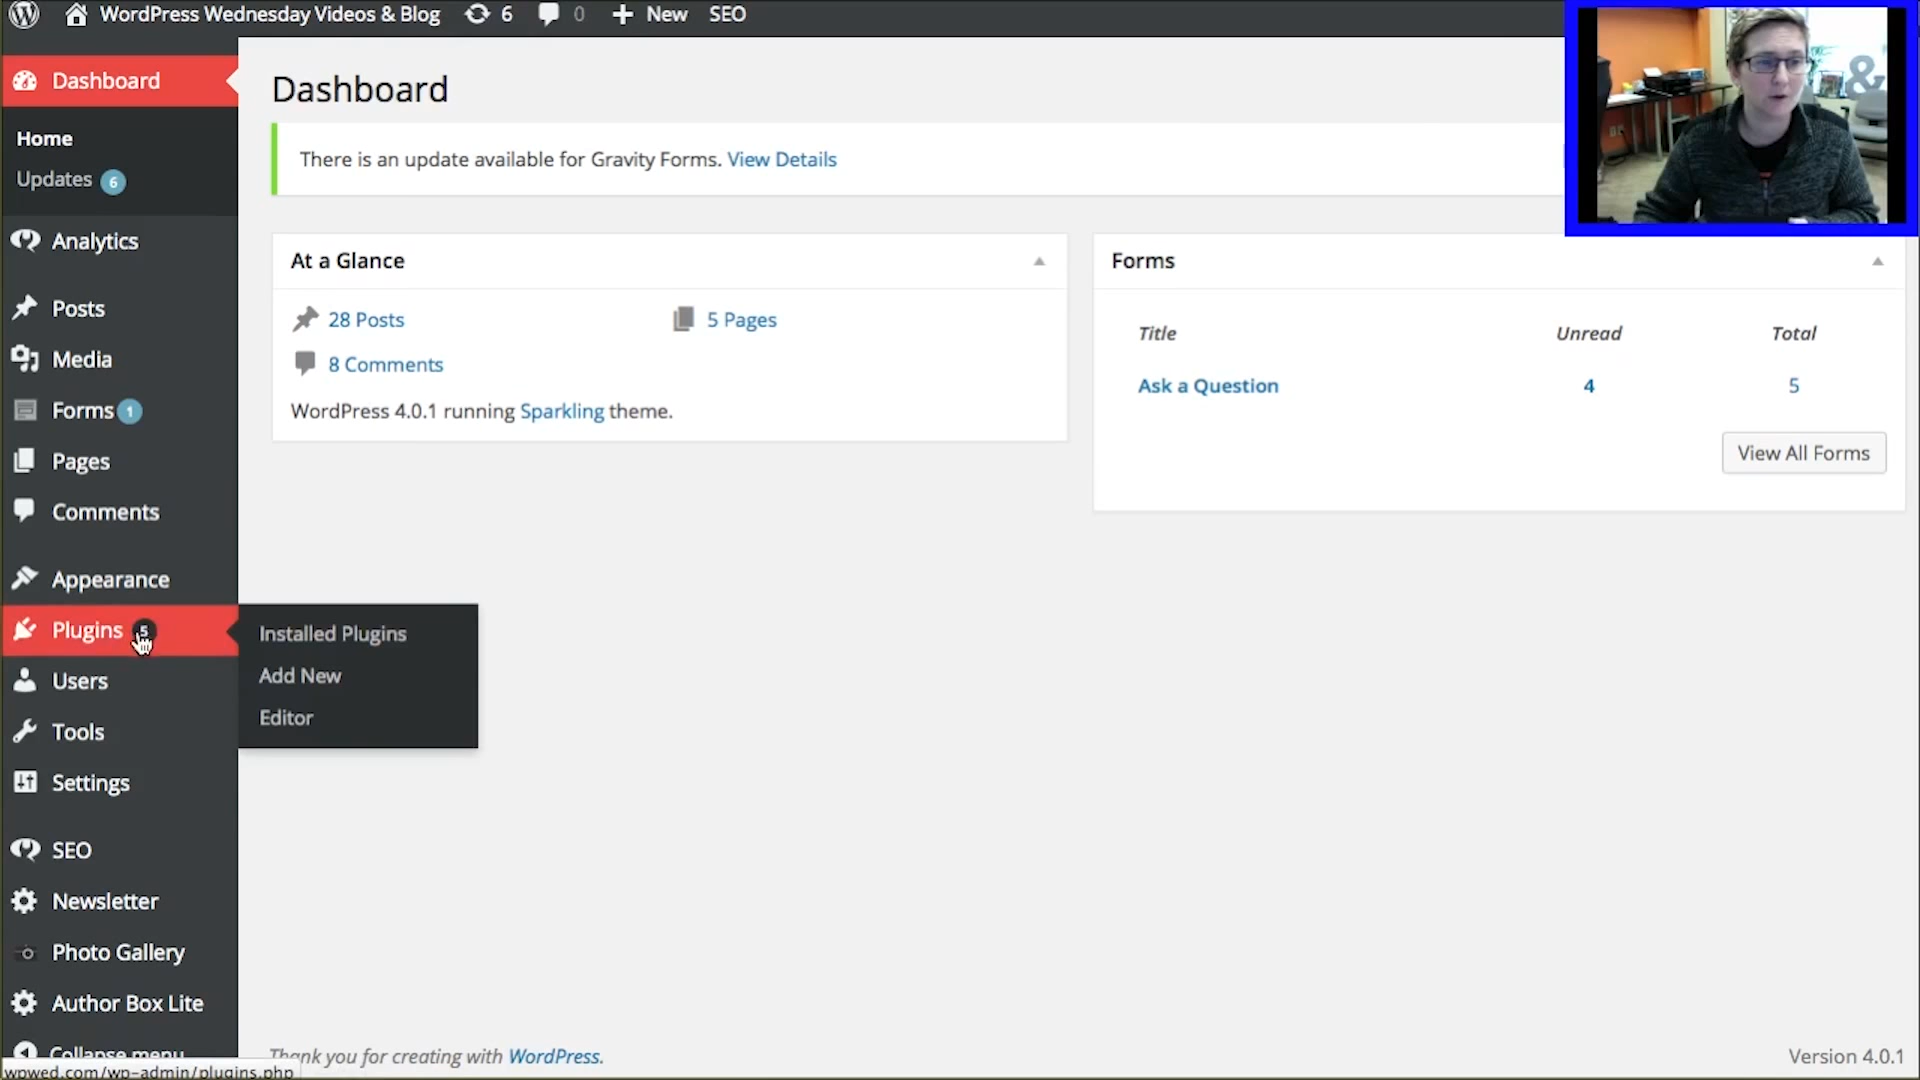 WordPress Wednesday Videos & Blog 6 0 New SEO
Dashboard
Home
Updates 6
Analytics
Posts
Media
Forms 1
Pages
Comments
Appearance
Plugins 5
Users
Tools
Settings
SEO
Newsletter
Photo Gallery
Author Box Lite
Collapse menu
wpwed.com/wp-admin/plugins.php
Installed Plugins
Add New
Editor
Dashboard
There is an update available for Gravity Forms. View Details
At a Glance
28 Posts 5 Pages
8 Comments
WordPress 4.0.1 running Sparkling theme.
Forms
Title Unread Total
Ask a Question 4 5
View All Forms
&
Thank you for creating with WordPress.
Version 4.0.1